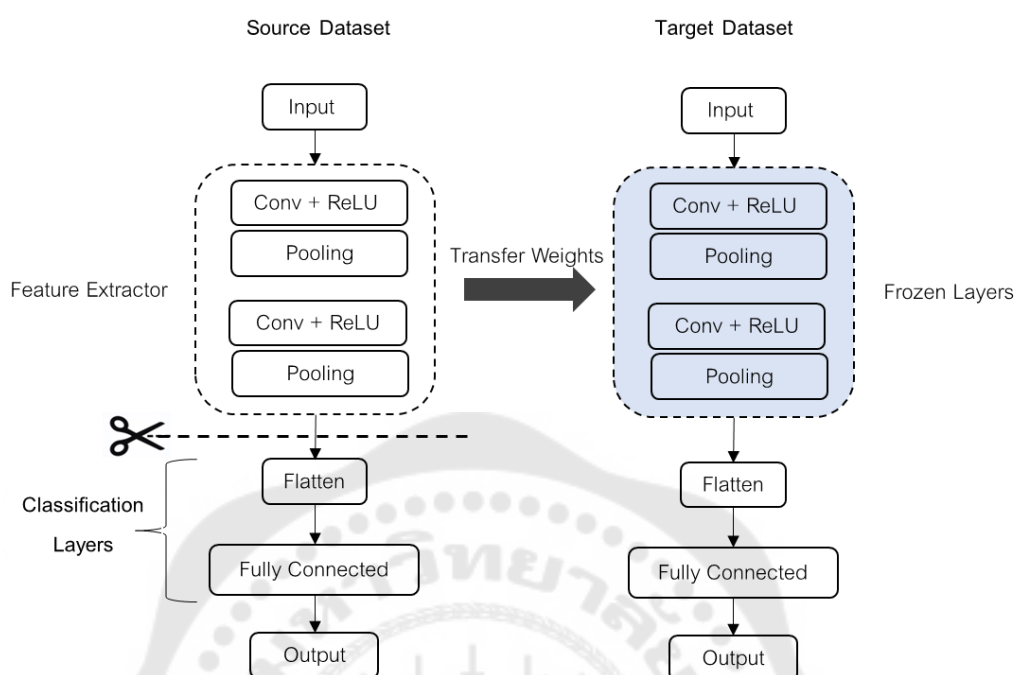 Source Dataset
Target Dataset
Input
Input
Conv + ReLU
Pooling
Conv + ReLU
Pooling
Feature Extractor
Transfer Weights
Conv + ReLU
Pooling
Conv + ReLU
Pooling
Frozen Layers
Classification
Layers
Flatten
Fully Connected
Output
Flatten
Fully Connected
Output